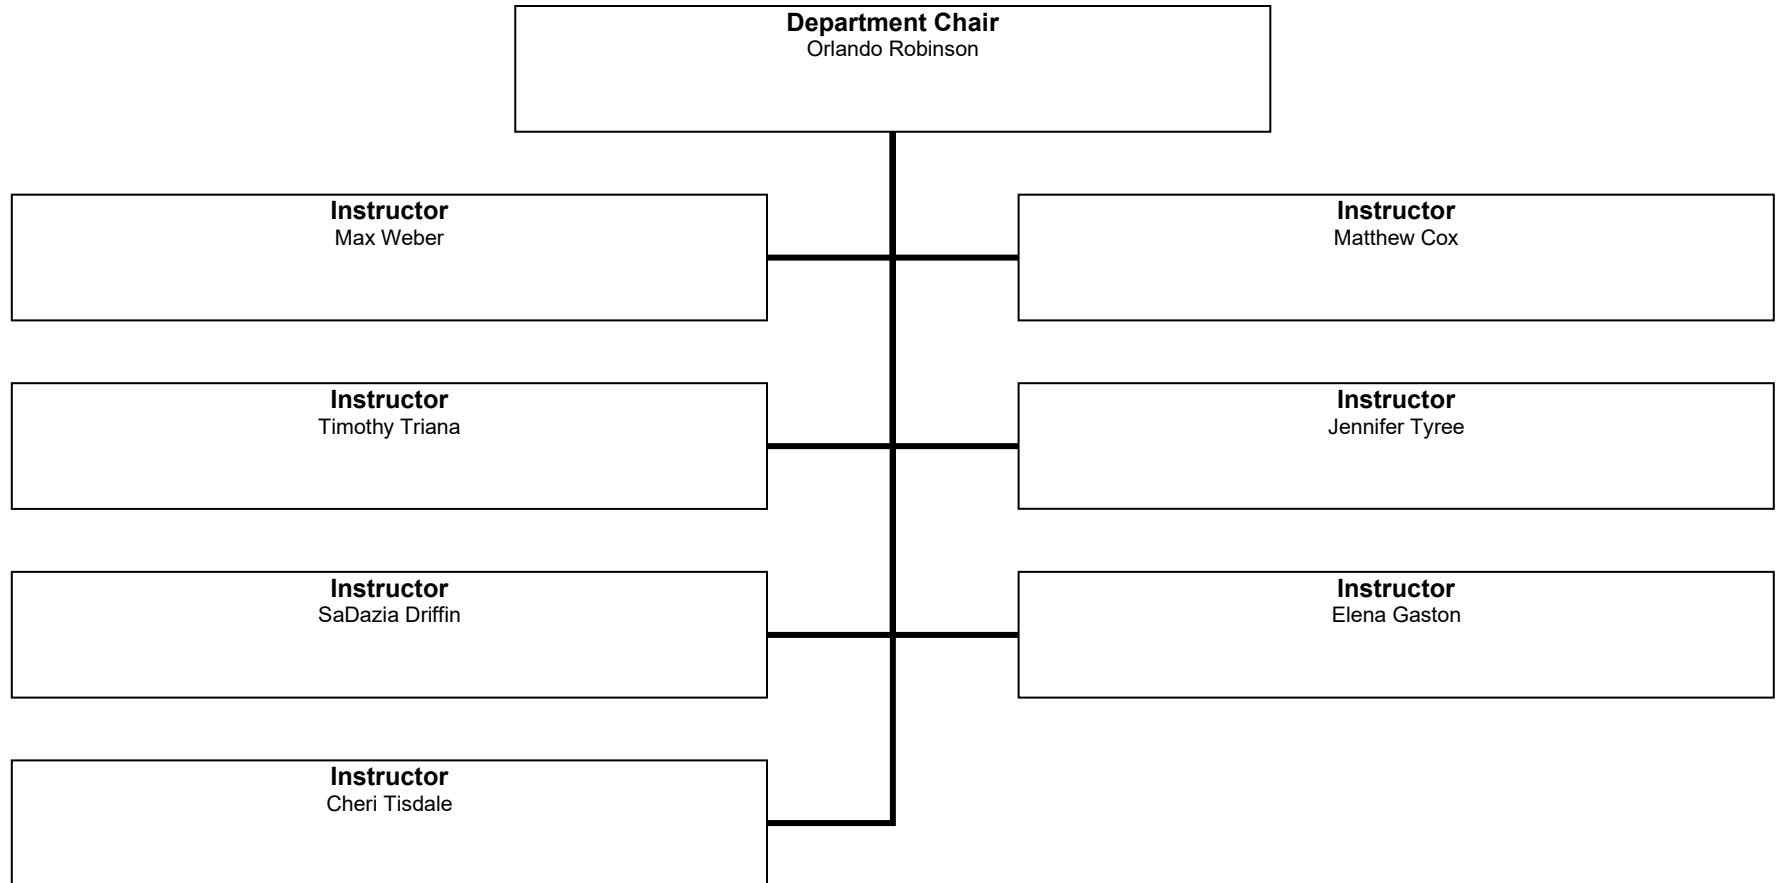 Department Chair
Orlando Robinson
Instructor
Max Weber
Instructor
Matthew Cox
Instructor
Timothy Triana
Instructor
Jennifer Tyree
Instructor
SaDazia Driffin
Instructor
Elena Gaston
Instructor
Cheri Tisdale